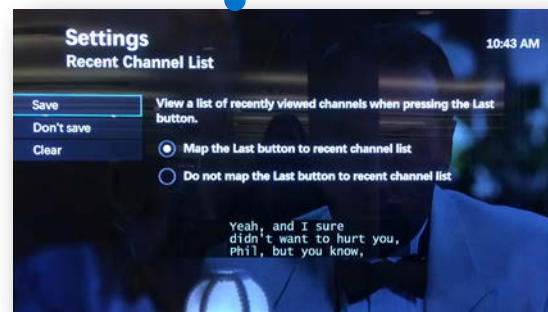 Settings
10:43 AM
Recent Channel List
Save
Don't save
Clear
View a list of recently viewed channels when pressing the Last
button.
Map the Last button to recent channel list
Do not map the Last button to recent channel list
Yeah, and I sure
didn't want to hurt you,
Phil, but you know,